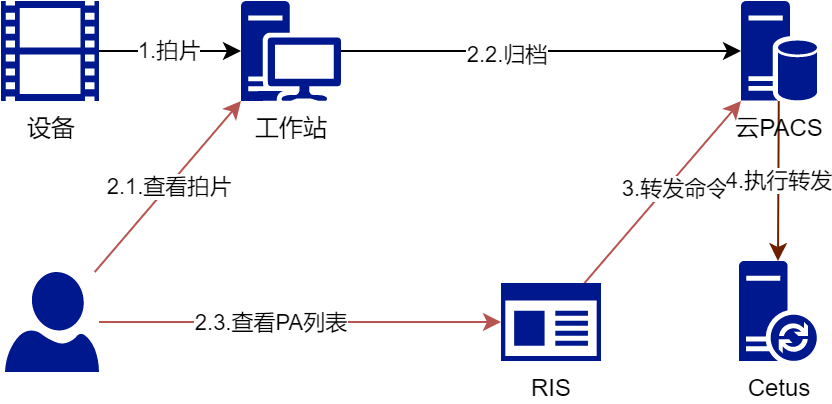 1.拍片
2.2.归档
设备
工作站
云PACS
2.1.查看拍片
3.转发命令
4.执行转发
2.3.查看PA列表
RIS
Cetus